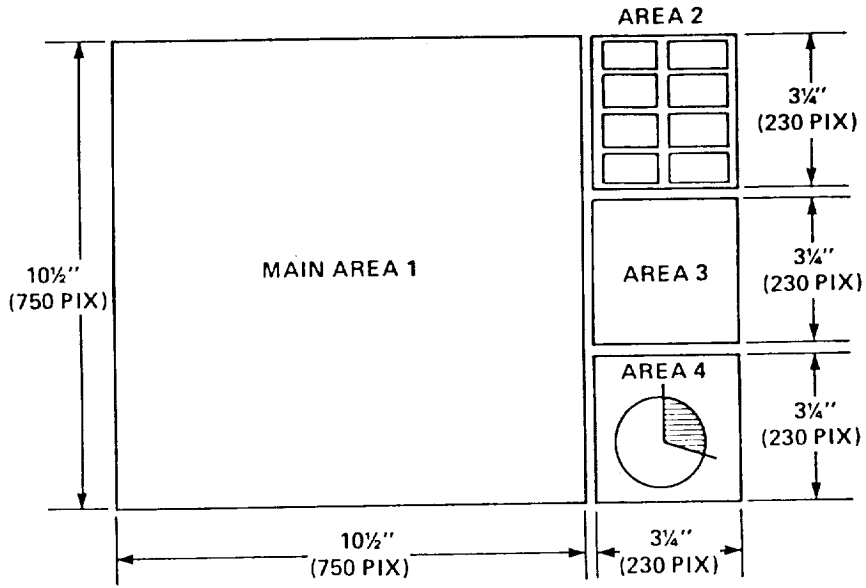 AREA 2
3¼″
(230 PIX)
10½″
(750 PIX)
MAIN AREA 1
AREA 3
3¼″
(230 PIX)
AREA 4
3¼″
(230 PIX)
10½″
(750 PIX)
3¼″
(230 PIX)